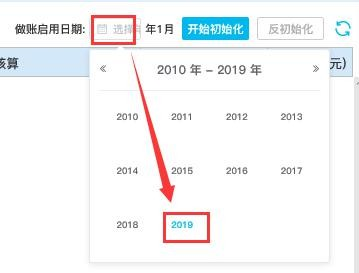 做账启用日期: 选择 年1月 开始初始化 反初始化
核算 元)
« 2010 年 – 2019 年 »
2010 2011 2012 2013
2014 2015 2016 2017
2018 2019